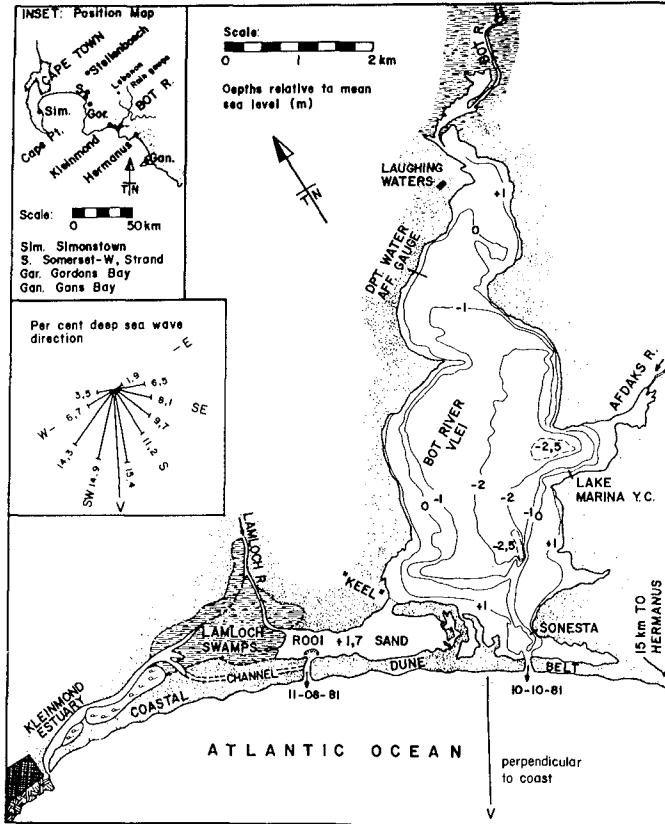 INSET: Position Map
CAPE TOWN
Stellenbosch
Lebanon
Rain gauge
BOT R.
S.
Sim.
Gor.
Cape Pt.
Kleinmond
Hermanus
Gan.
T N
Scale:
0 50 km
Sim. Simonstown
S. Somerset-W, Strand
Gor. Gordons Bay
Gan. Gans Bay
Per cent deep sea wave
direction
E
1,9
6,5
8,1
SE
9,7
11,2
S
15,4
V
14,9
SW
14,3
6,7
W
3,5
Scale:
0 1 2 km
Depths relative to mean
sea level (m)
T N
BOT R.
LAUGHING
WATERS
+1
0
DPT. WATER
AFF. GAUGE
-1
AFDAKS R.
BOT RIVER
VLEI
-2,5
LAKE
MARINA Y.C.
-2
-2
-1
0
-1
0
+1
-2,5
"KEEL"
+1
LAMLOCH R.
LAMLOCH
SWAMPS
ROOI +1,7 SAND
SONESTA
15 km TO
HERMANUS
KLEINMOND
ESTUARY
CHANNEL
COASTAL DUNE BELT
11-08-81
10-10-81
ATLANTIC OCEAN
perpendicular
to coast
V